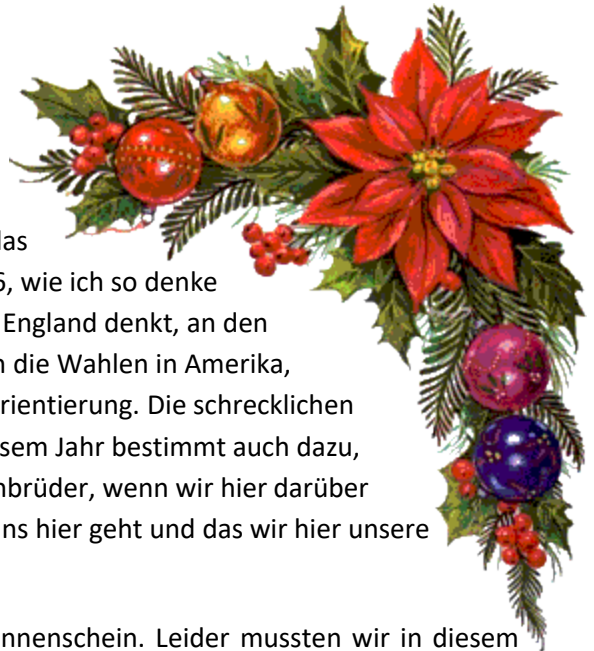 das
6, wie ich so denke
England denkt, an den
n die Wahlen in Amerika,
rientierung. Die schrecklichen
sem Jahr bestimmt auch dazu,
nbrüder, wenn wir hier darüber
ns hier geht und das wir hier unsere
nnenschein. Leider mussten wir in diesem